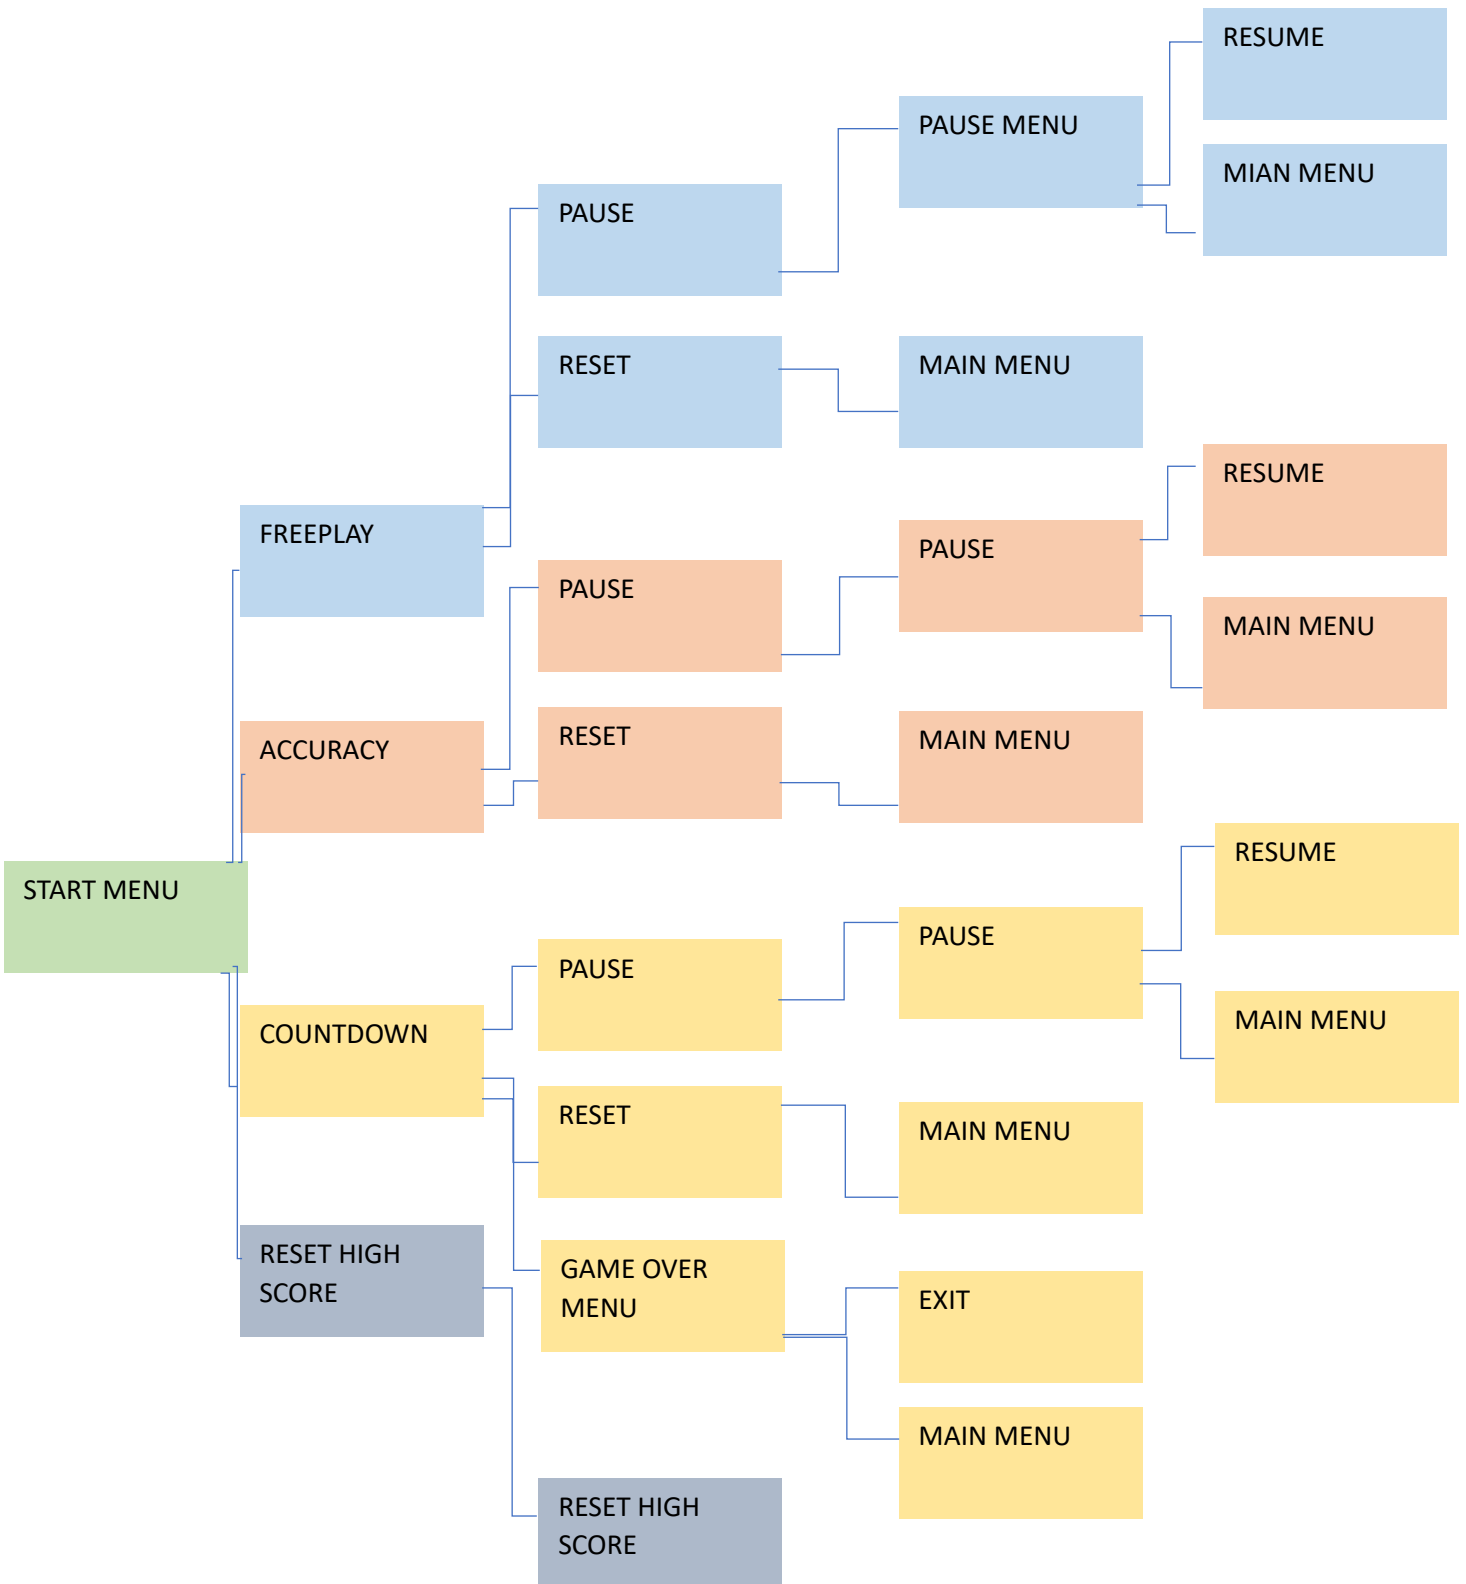 RESUME
PAUSE MENU
MIAN MENU
PAUSE
RESET
MAIN MENU
RESUME
FREEPLAY
PAUSE
PAUSE
MAIN MENU
ACCURACY
RESET
MAIN MENU
RESUME
START MENU
PAUSE
PAUSE
MAIN MENU
COUNTDOWN
RESET
MAIN MENU
RESET HIGH
SCORE
GAME OVER
MENU
EXIT
MAIN MENU
RESET HIGH
SCORE